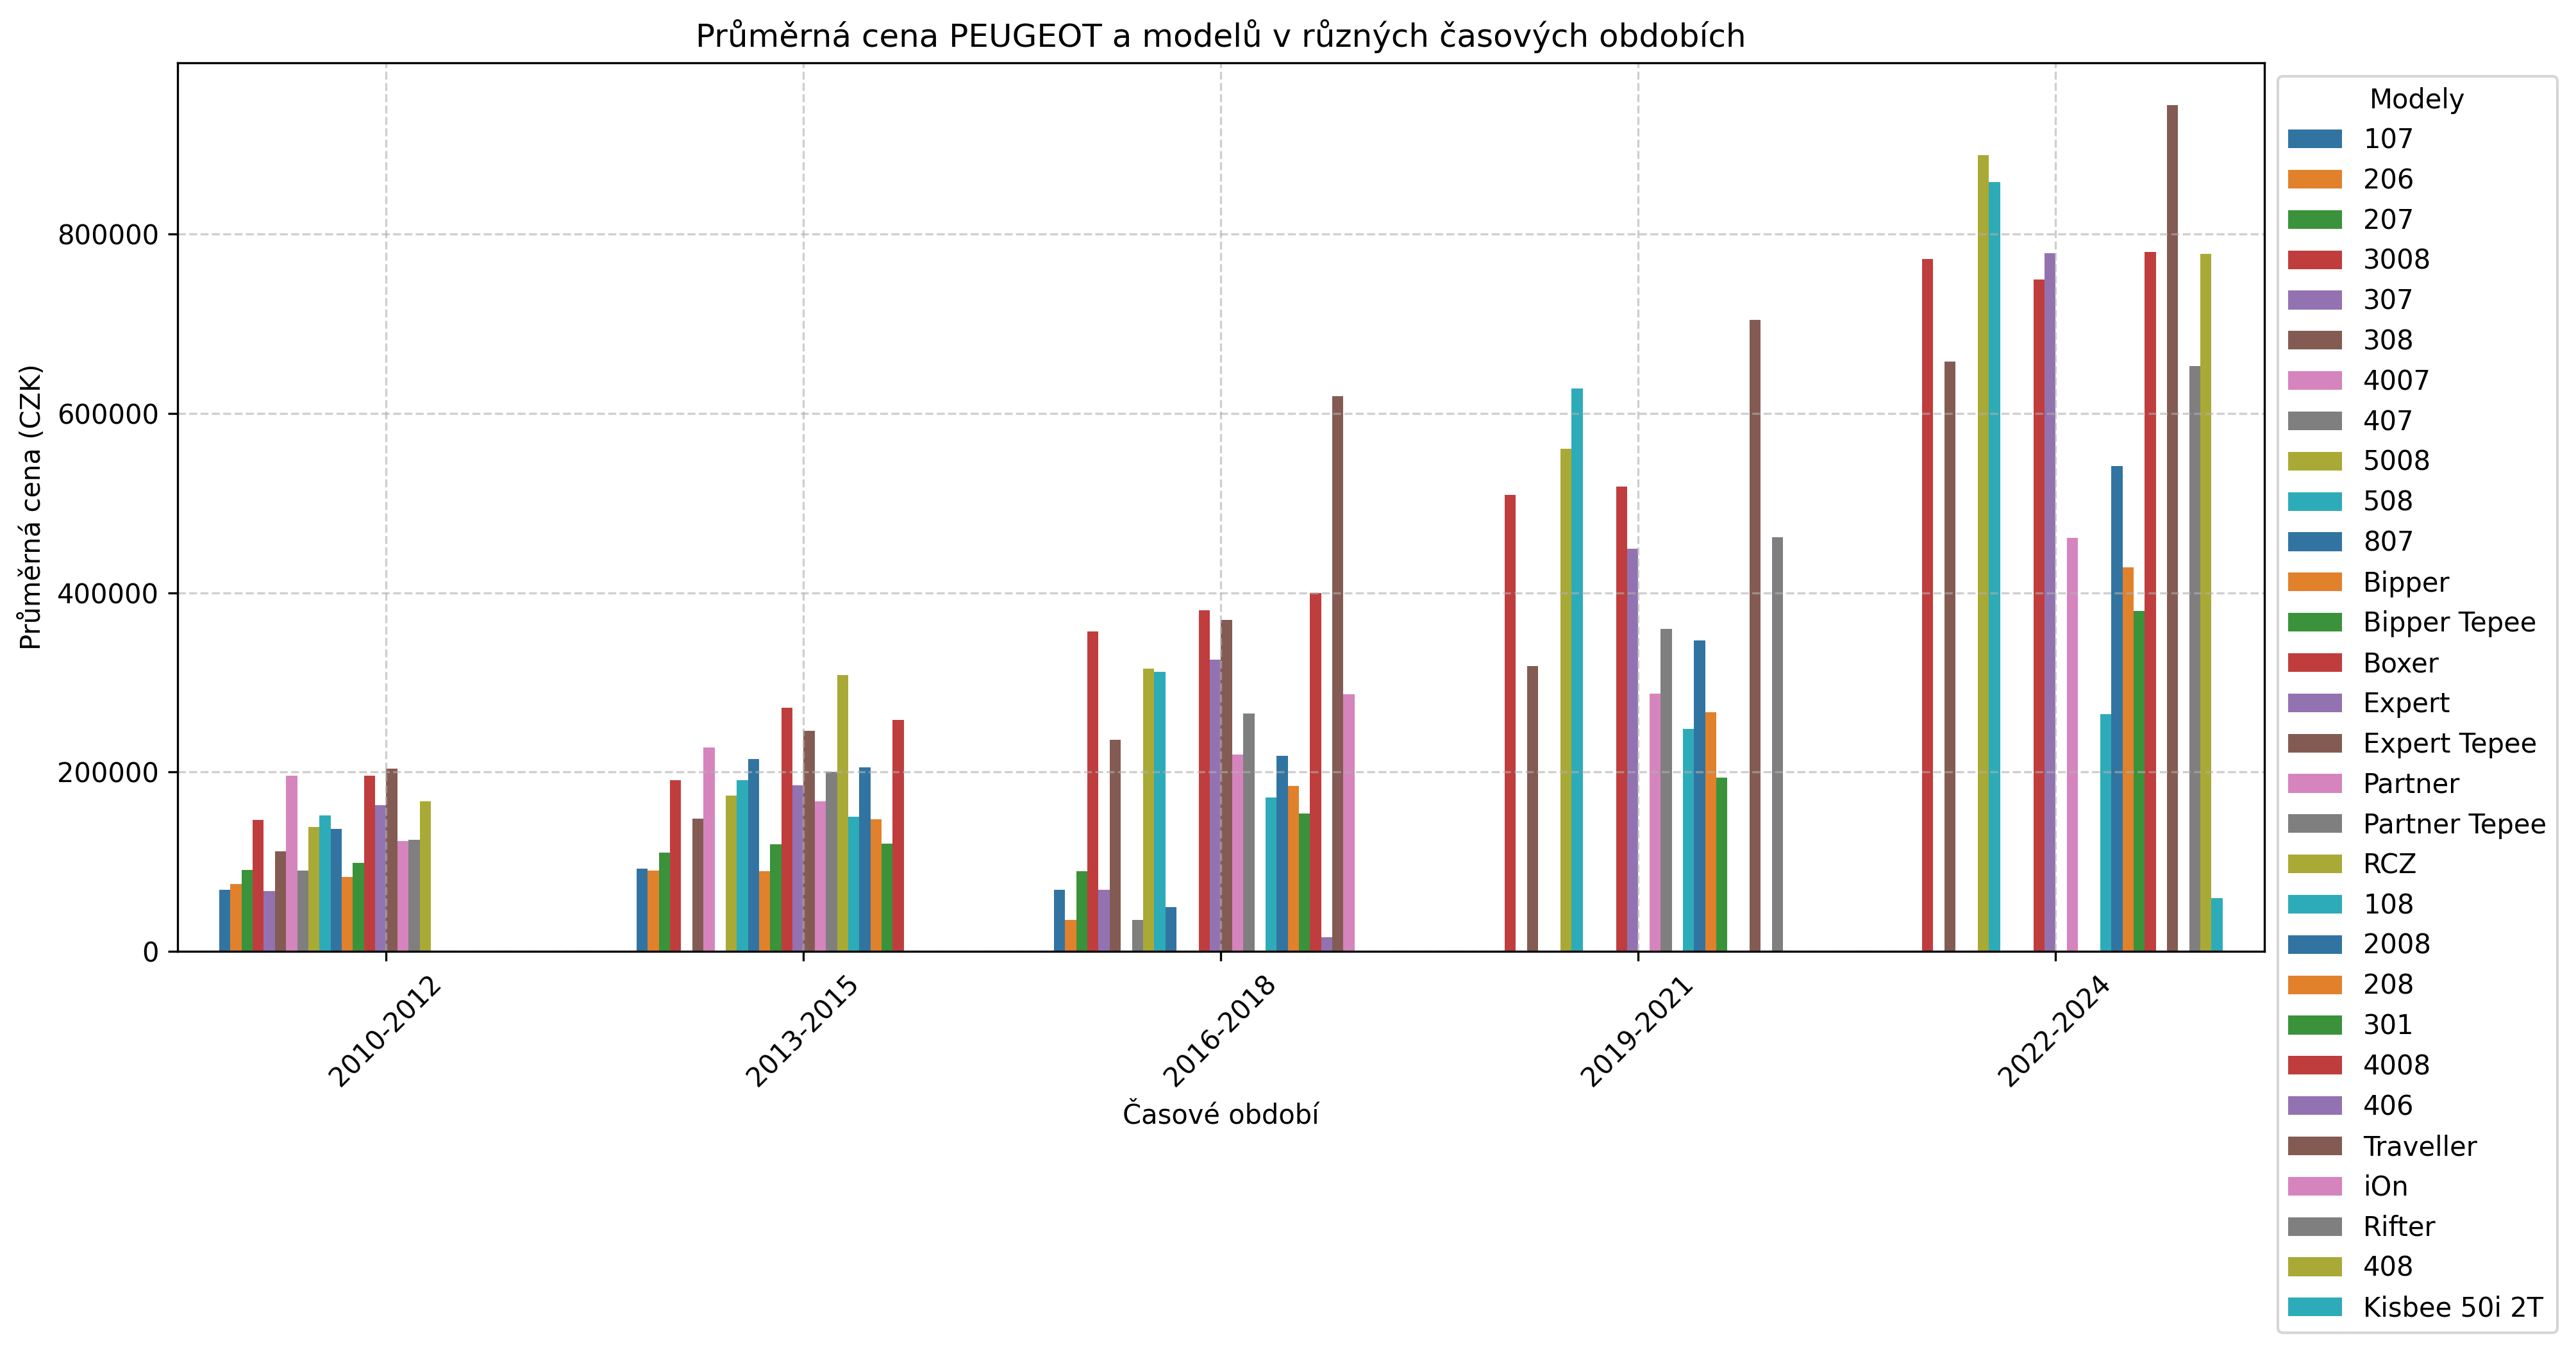 Průměrná cena PEUGEOT a modelů v různých časových obdobích
Průměrná cena (CZK)
800000
600000
400000
200000
0
2010-2012
2013-2015
2016-2018
2019-2021
2022-2024
Časové období
Modely
107
206
207
3008
307
308
4007
407
5008
508
807
Bipper
Bipper Tepee
Boxer
Expert
Expert Tepee
Partner
Partner Tepee
RCZ
108
2008
208
301
4008
406
Traveller
iOn
Rifter
408
Kisbee 50i 2T